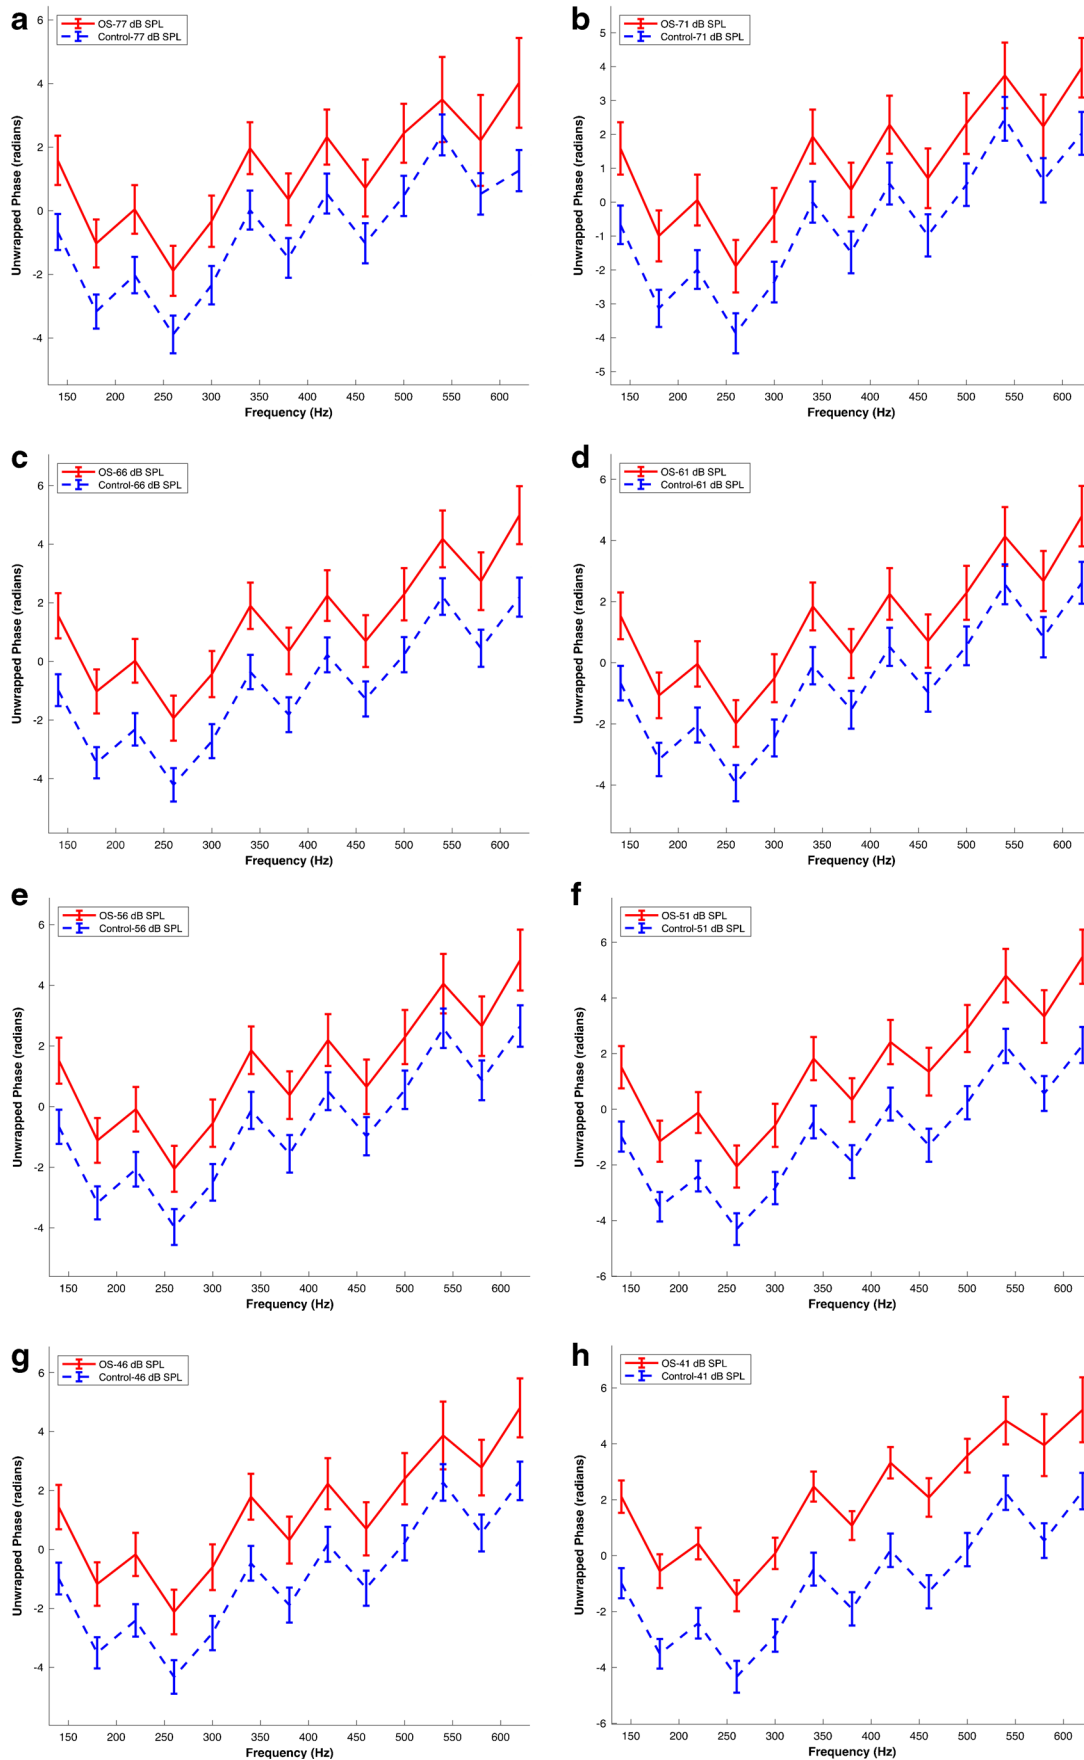 a
OS-77 dB SPL
Control-77 dB SPL
6
4
2
0
-2
-4
Unwrapped Phase (radians)
150 200 250 300 350 400 450 500 550 600
Frequency (Hz)
b
OS-71 dB SPL
Control-71 dB SPL
5
4
3
2
1
0
-1
-2
-3
-4
-5
Unwrapped Phase (radians)
150 200 250 300 350 400 450 500 550 600
Frequency (Hz)
c
OS-66 dB SPL
Control-66 dB SPL
6
4
2
0
-2
-4
Unwrapped Phase (radians)
150 200 250 300 350 400 450 500 550 600
Frequency (Hz)
d
OS-61 dB SPL
Control-61 dB SPL
6
4
2
0
-2
-4
Unwrapped Phase (radians)
150 200 250 300 350 400 450 500 550 600
Frequency (Hz)
e
OS-56 dB SPL
Control-56 dB SPL
6
4
2
0
-2
-4
Unwrapped Phase (radians)
150 200 250 300 350 400 450 500 550 600
Frequency (Hz)
f
OS-51 dB SPL
Control-51 dB SPL
6
4
2
0
-2
-4
-6
Unwrapped Phase (radians)
150 200 250 300 350 400 450 500 550 600
Frequency (Hz)
g
OS-46 dB SPL
Control-46 dB SPL
6
4
2
0
-2
-4
Unwrapped Phase (radians)
150 200 250 300 350 400 450 500 550 600
Frequency (Hz)
h
OS-41 dB SPL
Control-41 dB SPL
6
4
2
0
-2
-4
-6
Unwrapped Phase (radians)
150 200 250 300 350 400 450 500 550 600
Frequency (Hz)